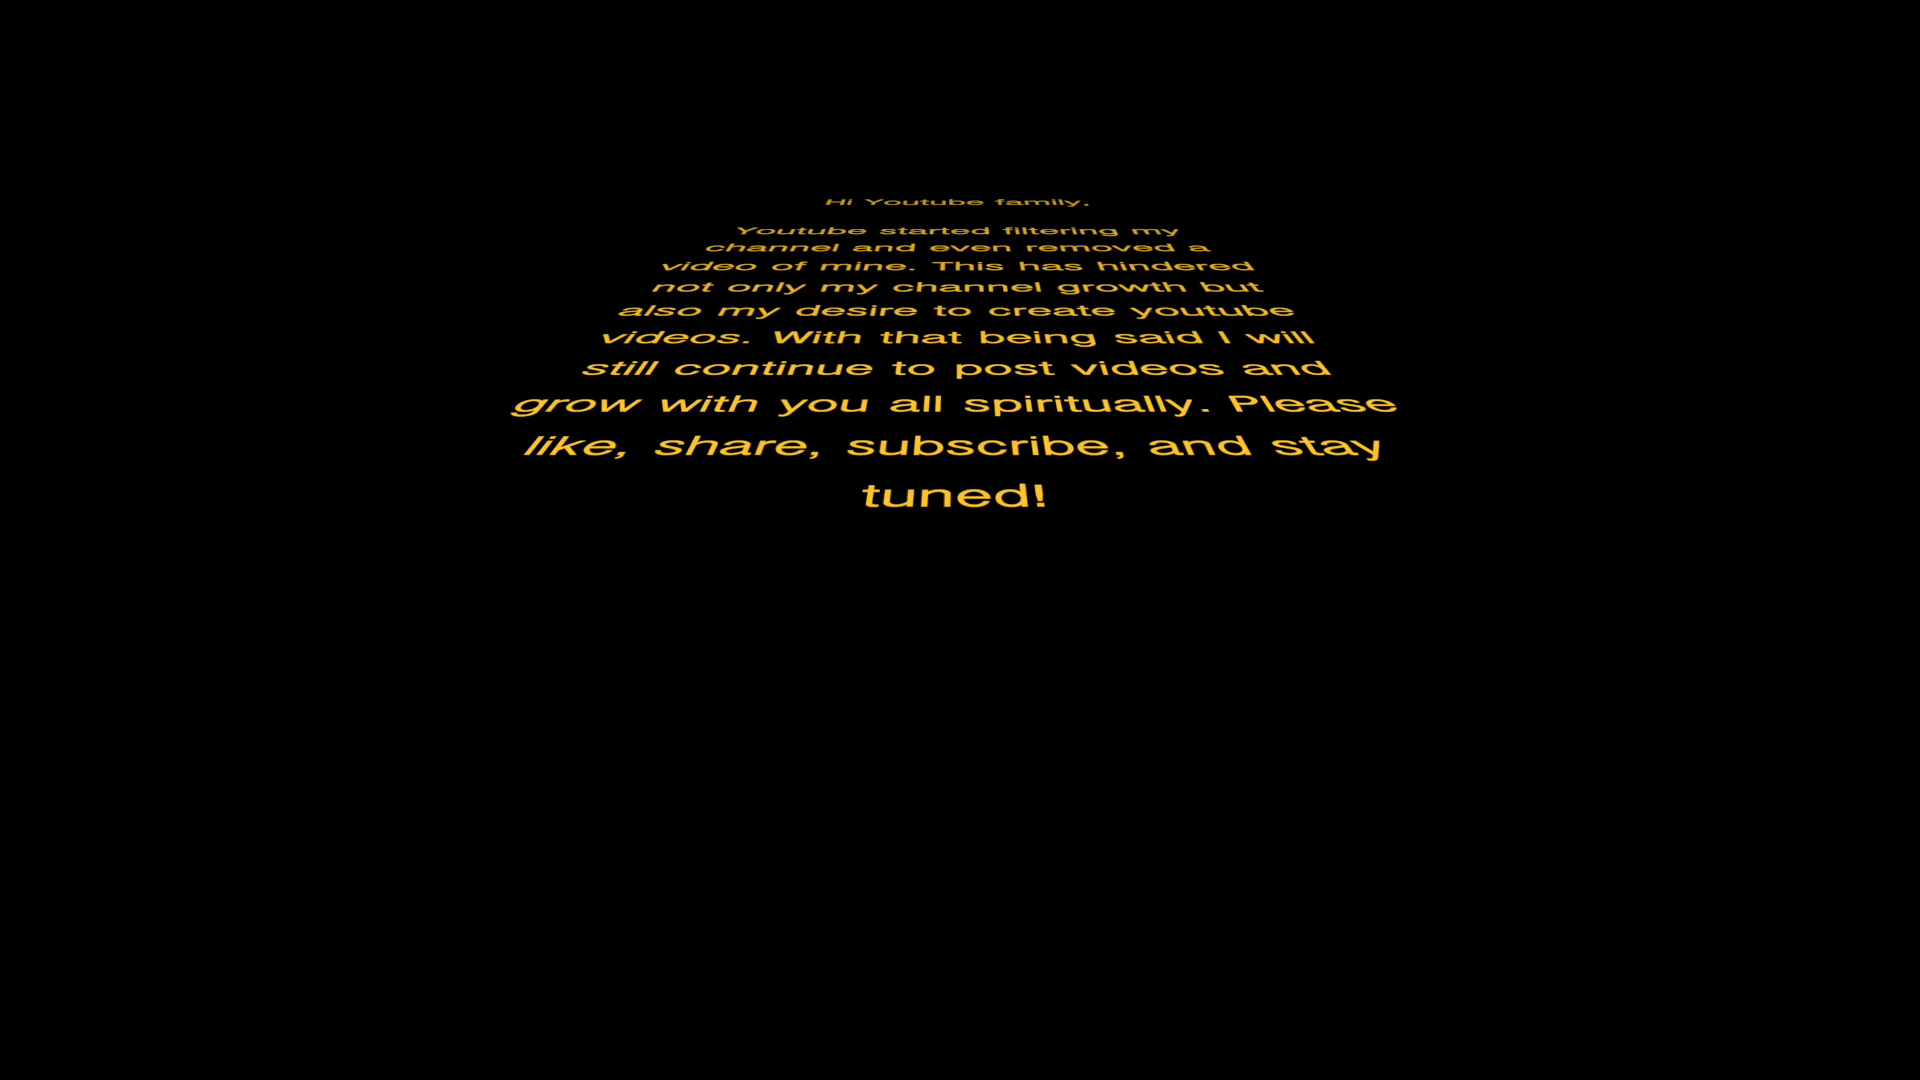 Hi Youtube family.
Youtube started filtering my
channel and even removed a
video of mine. This has hindered
not only my channel growth but
also my desire to create youtube
videos. With that being said I will
still continue to post videos and
grow with you all spiritually. Please
like, share, subscribe, and stay
tuned!